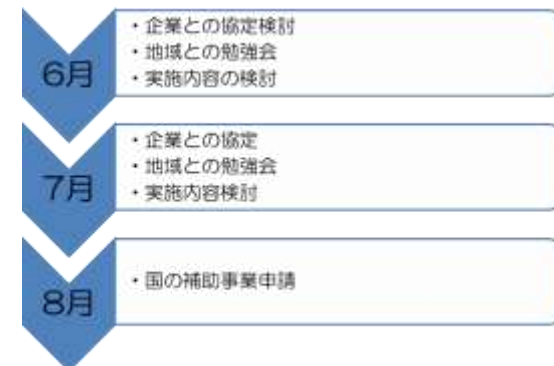 6月
・企業との協定検討
・地域との勉強会
・実施内容の検討
7月
・企業との協定
・地域との勉強会
・実施内容検討
8月
・国の補助事業申請